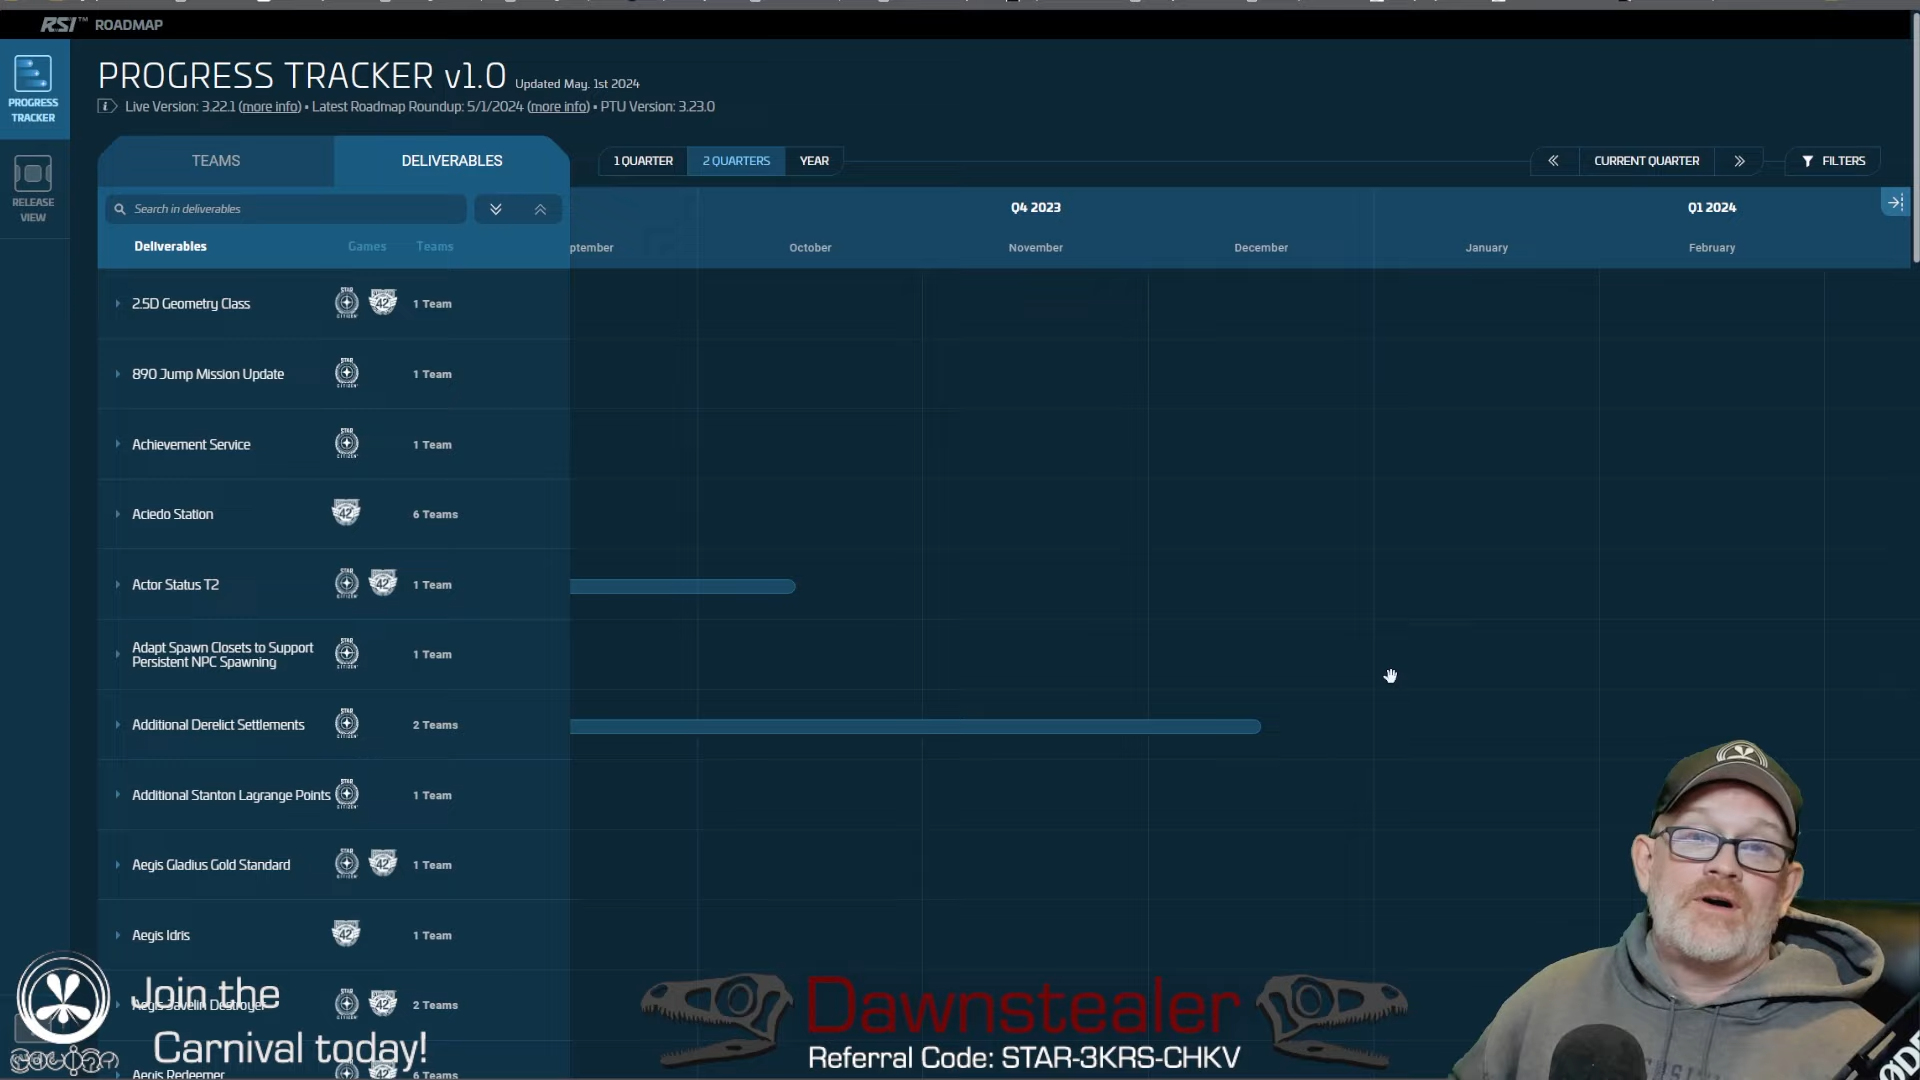 RSI™ ROADMAP
PROGRESS TRACKER
RELEASE VIEW
PROGRESS TRACKER v1.0 Updated May. 1st 2024
Live Version: 3.22.1 (more info) • Latest Roadmap Roundup: 5/1/2024 (more info) • PTU Version: 3.23.0
TEAMS
DELIVERABLES
1 QUARTER
2 QUARTERS
YEAR
CURRENT QUARTER
FILTERS
Search in deliverables
Q4 2023
Q1 2024
Deliverables Games Teams
ptember October November December January February
2.5D Geometry Class 1 Team
890 Jump Mission Update 1 Team
Achievement Service 1 Team
Aciedo Station 6 Teams
Actor Status T2 1 Team
Adapt Spawn Closets to Support
Persistent NPC Spawning 1 Team
Additional Derelict Settlements 2 Teams
Additional Stanton Lagrange Points 1 Team
Aegis Gladius Gold Standard 1 Team
Aegis Idris 1 Team
Aegis Javelin Destroyer 2 Teams
Aegis Redeemer 6 Teams
Join the
Carnival today!
Dawnstealer
Referral Code: STAR-3KRS-CHKV